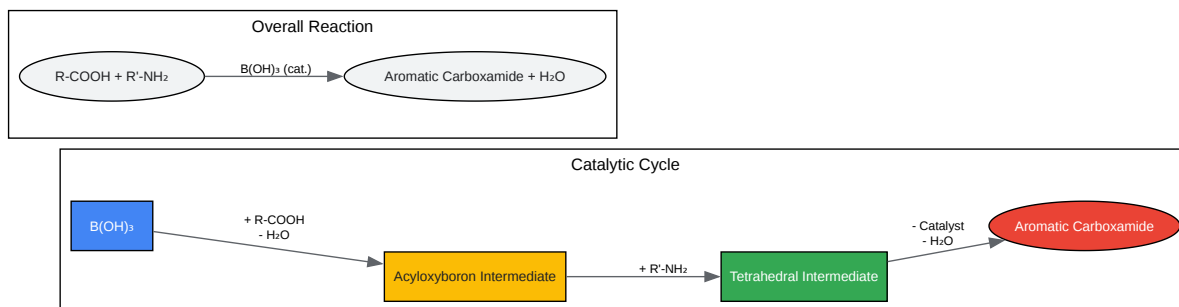 Overall Reaction
R-COOH + R'-NH₂
B(OH)₃ (cat.)
Aromatic Carboxamide + H₂O
Catalytic Cycle
B(OH)₃
+ R-COOH
- H₂O
Acyloxyboron Intermediate
+ R'-NH₂
Tetrahedral Intermediate
- Catalyst
- H₂O
Aromatic Carboxamide